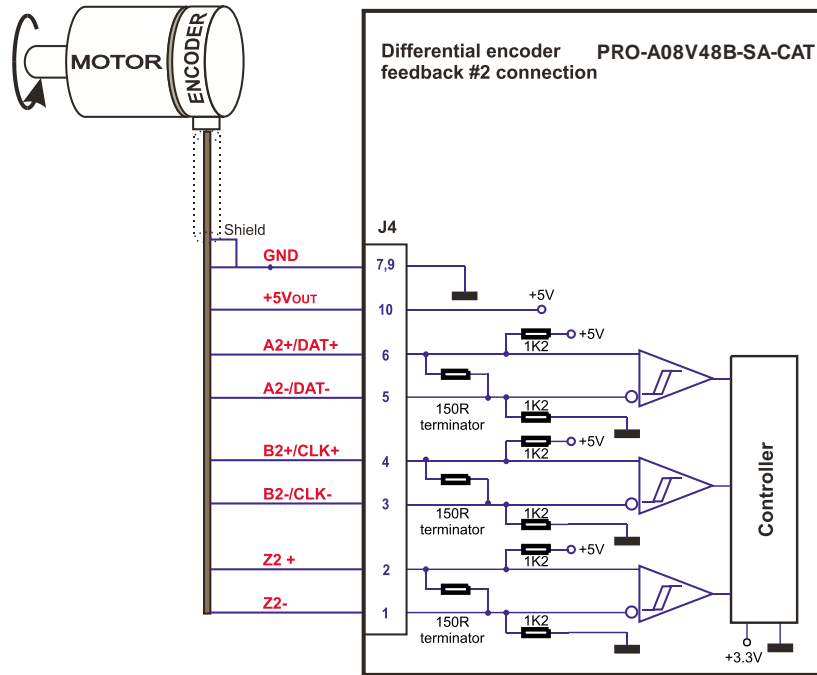 MOTOR
ENCODER
Differential encoder
feedback #2 connection
PRO-A08V48B-SA-CAT
Shield
J4
GND
7,9
+5VOUT
10
+5V
A2+/DAT+
6
+5V
1K2
A2-/DAT-
5
150R
terminator
1K2
B2+/CLK+
4
+5V
1K2
B2-/CLK-
3
150R
terminator
1K2
Z2 +
2
+5V
1K2
Z2-
1
150R
terminator
1K2
Controller
+3.3V